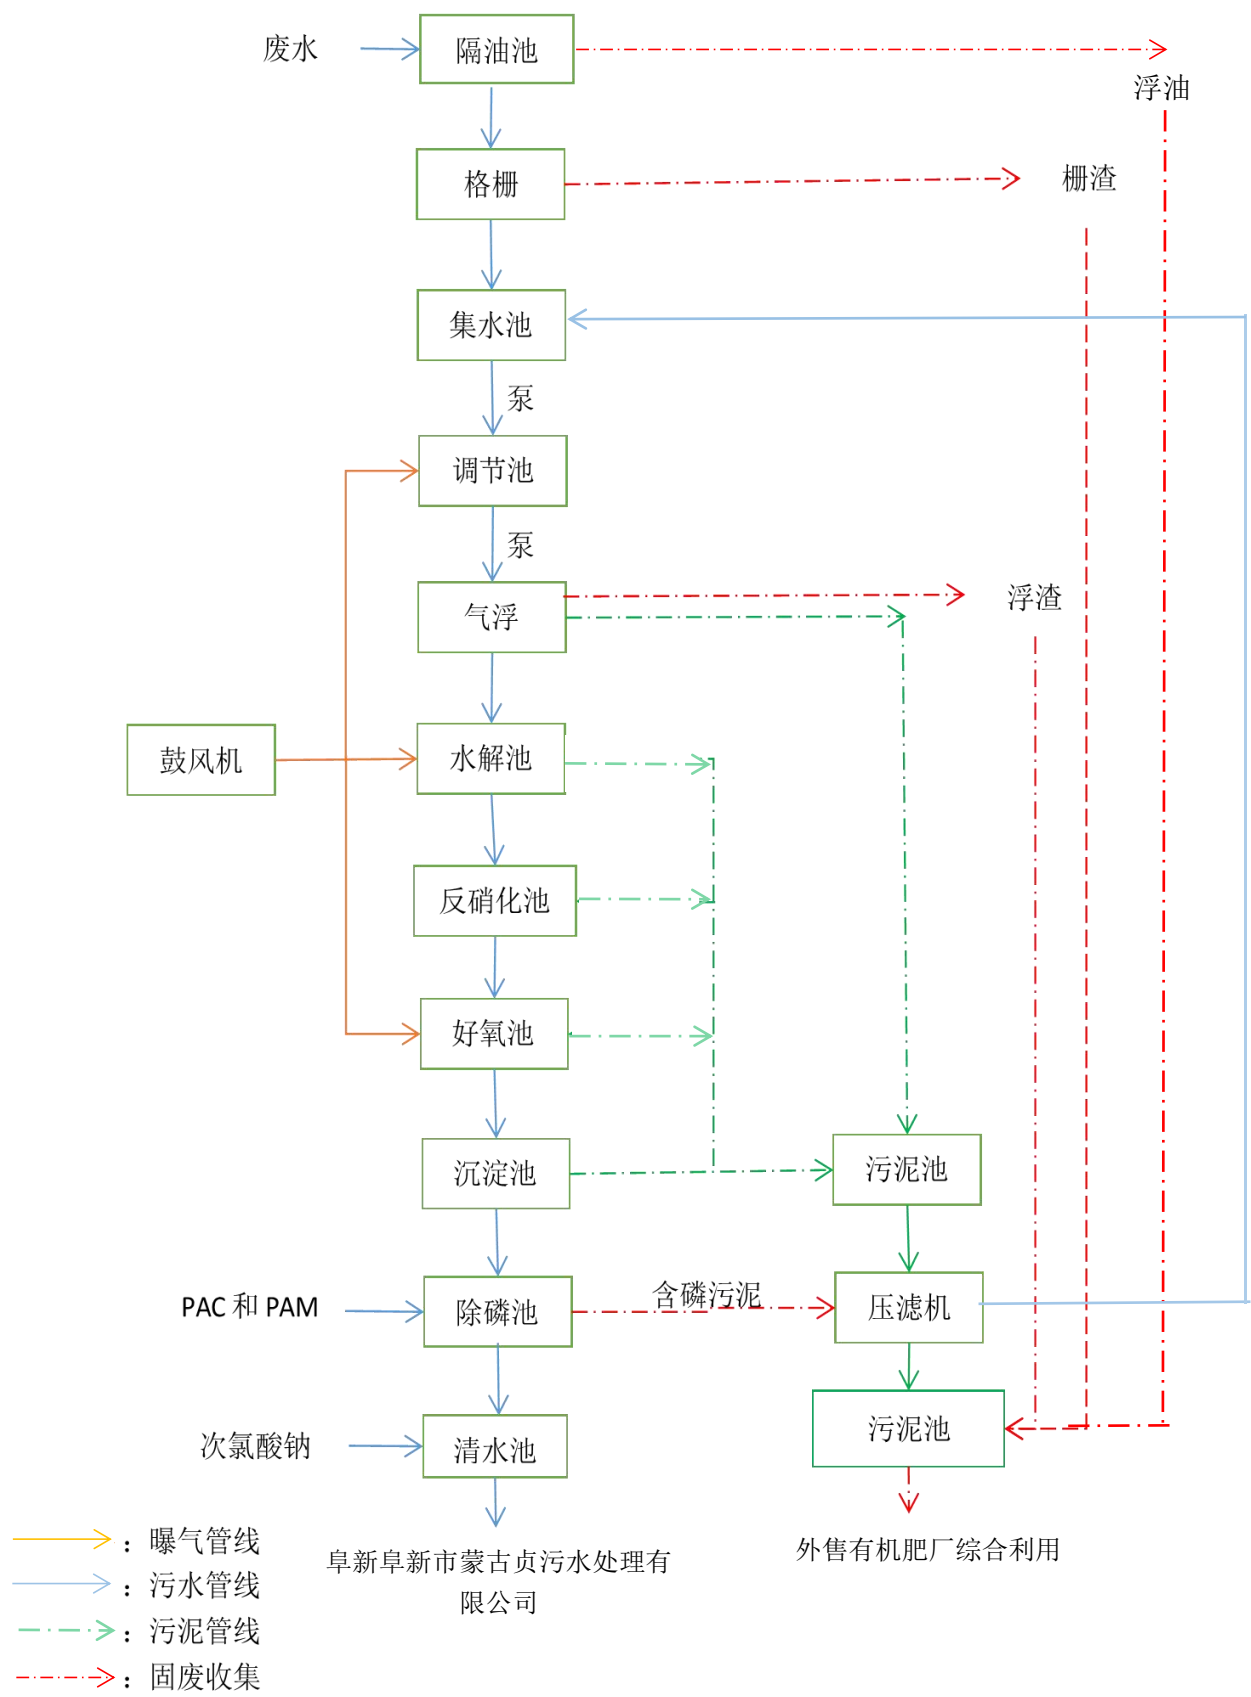 废水
隔油池
浮油
格栅
栅渣
集水池
泵
调节池
泵
气浮
浮渣
鼓风机
水解池
反硝化池
好氧池
沉淀池
污泥池
PAC 和 PAM
除磷池
含磷污泥
压滤机
次氯酸钠
清水池
污泥池
外售有机肥厂综合利用
阜新阜新市蒙古贞污水处理有
限公司
：曝气管线
：污水管线
：污泥管线
：固废收集